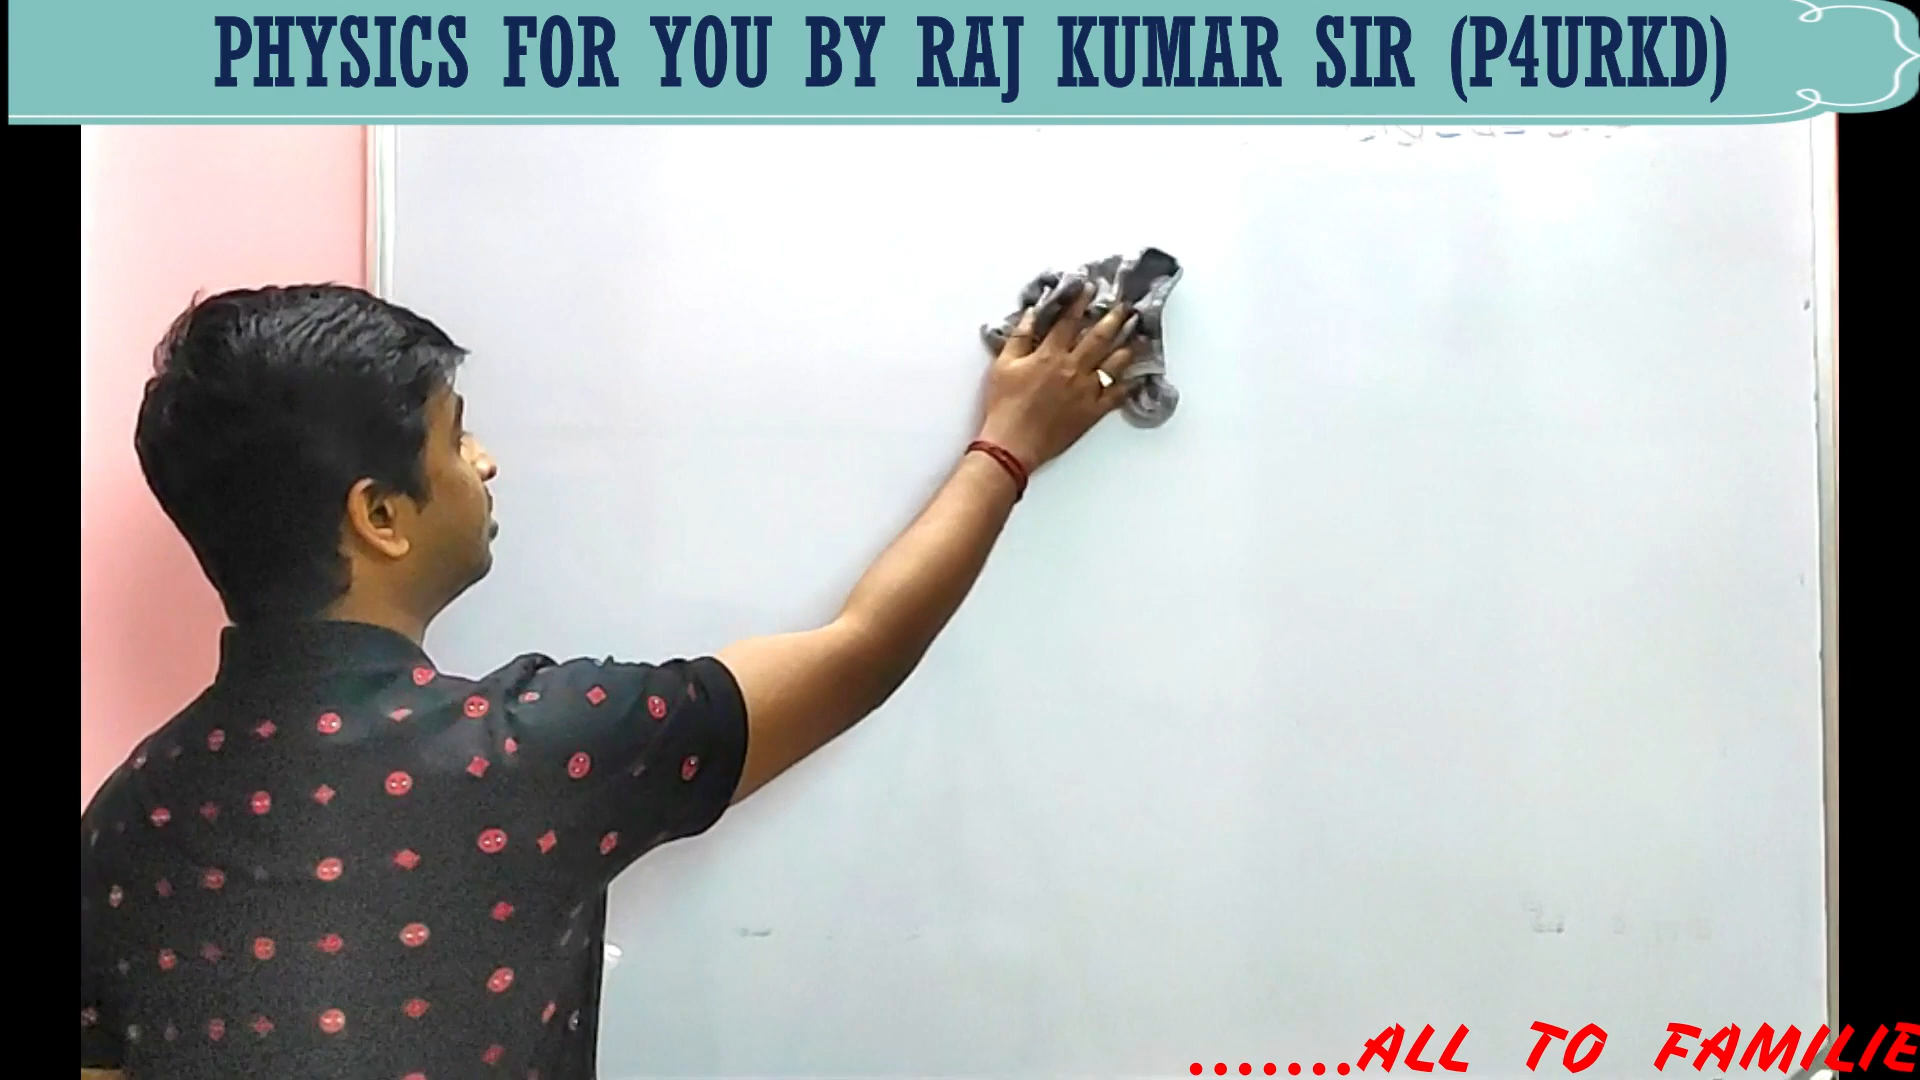 PHYSICS FOR YOU BY RAJ KUMAR SIR (P4URKD)
.......ALL TO FAMILIE